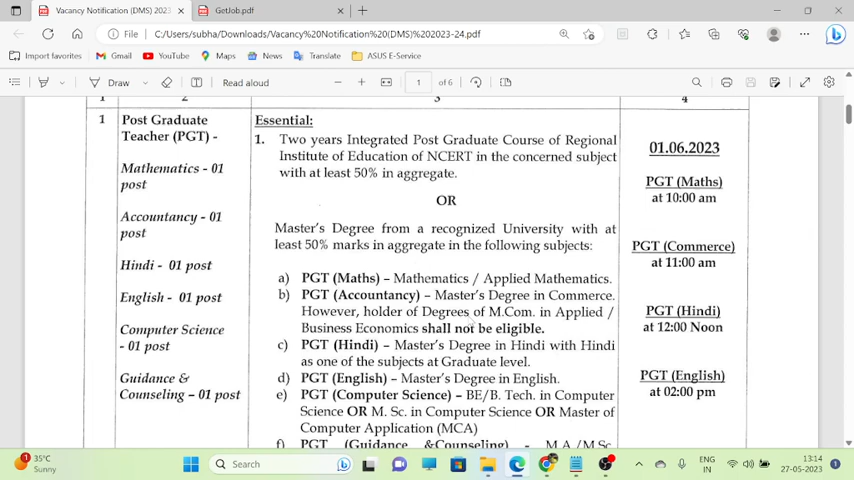 Vacancy Notification (DMS) 2023
GetJob.pdf
File C:/Users/subha/Downloads/Vacancy%20Notification%20(DMS)%202023-24.pdf
Import favorites Gmail YouTube Maps News Translate ASUS E-Service
Draw Read aloud 1 of 6
1 2 3 4
1 Post Graduate
Teacher (PGT) -
Mathematics - 01
post
Accountancy - 01
post
Hindi - 01 post
English - 01 post
Computer Science
- 01 post
Guidance &
Counseling – 01 post
Essential:
1. Two years Integrated Post Graduate Course of Regional
Institute of Education of NCERT in the concerned subject
with at least 50% in aggregate.
OR
Master's Degree from a recognized University with at
least 50% marks in aggregate in the following subjects:
a) PGT (Maths) – Mathematics / Applied Mathematics.
b) PGT (Accountancy) – Master's Degree in Commerce.
However, holder of Degrees of M.Com. in Applied /
Business Economics shall not be eligible.
c) PGT (Hindi) – Master's Degree in Hindi with Hindi
as one of the subjects at Graduate level.
d) PGT (English) – Master's Degree in English.
e) PGT (Computer Science) – BE/B. Tech. in Computer
Science OR M. Sc. in Computer Science OR Master of
Computer Application (MCA)
f) PGT (Guidance &Counseling) - M.A./M.Sc.
01.06.2023
PGT (Maths)
at 10:00 am
PGT (Commerce)
at 11:00 am
PGT (Hindi)
at 12:00 Noon
PGT (English)
at 02:00 pm
1
35°C
Sunny
Search
ENG
IN
13:14
27-05-2023